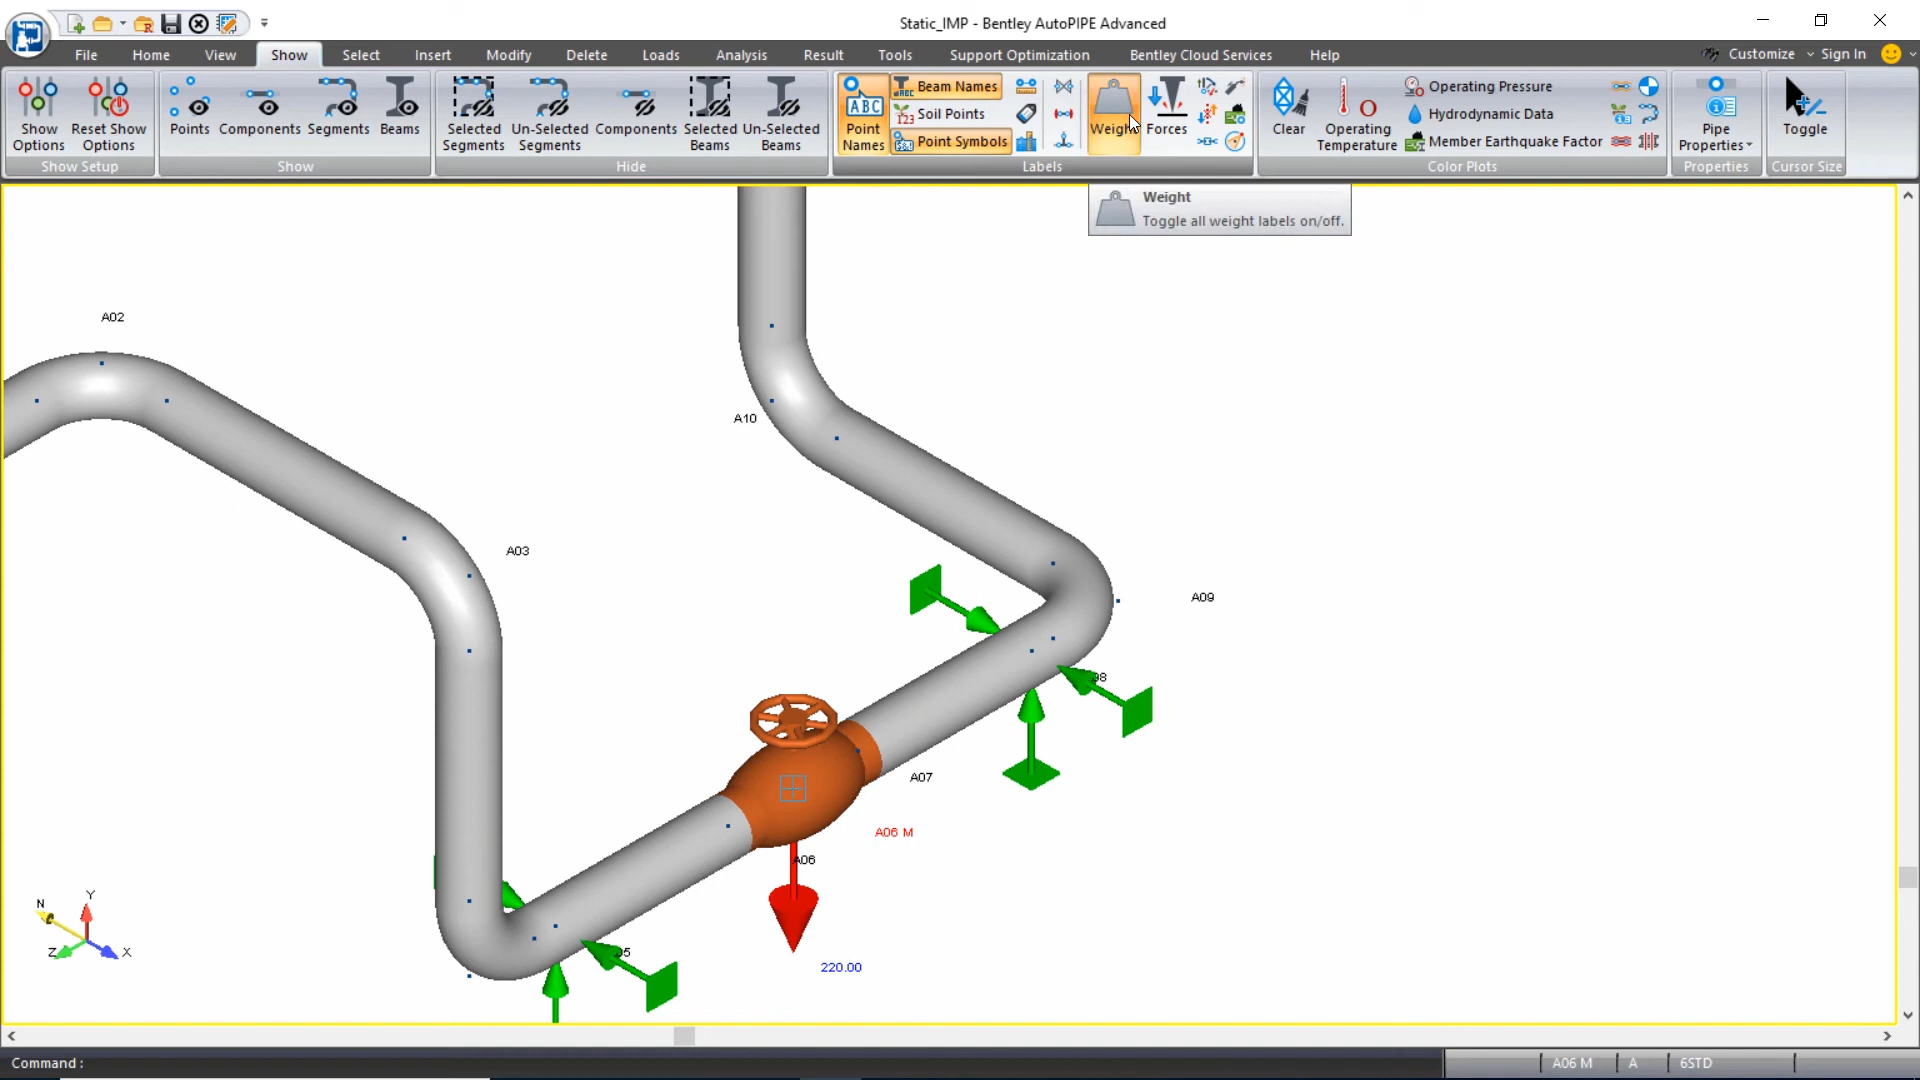 Static_IMP - Bentley AutoPIPE Advanced
File Home View Show Select Insert Modify Delete Loads Analysis Result Tools Support Optimization Bentley Cloud Services Help Customize Sign In
Show Options
Reset Show Options
Show Setup
Points
Components
Segments
Beams
Show
Selected Segments
Un-Selected Segments
Components
Selected Beams
Un-Selected Beams
Hide
ABC
Point Names
Beam Names
Soil Points
Point Symbols
Weight
Forces
Labels
Clear
Operating Temperature
Operating Pressure
Hydrodynamic Data
Member Earthquake Factor
Color Plots
Pipe Properties
Properties
Toggle
Cursor Size
Weight
Toggle all weight labels on/off.
A02
A10
A03
A09
A07
A06 M
A06
220.00
N
Y
Z
X
Command :
A06 M
A
6STD